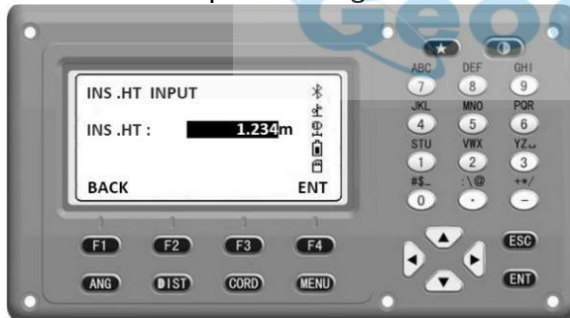 Geo
INS .HT INPUT
INS .HT : 1.234m
BACK ENT
F1 F2 F3 F4
ANG DIST CORD MENU
ABC DEF GHI
7 8 9
JKL MNO PQR
4 5 6
STU VWX YZ␣
1 2 3
#$_ :\@ +*/
0 . -
ESC
ENT